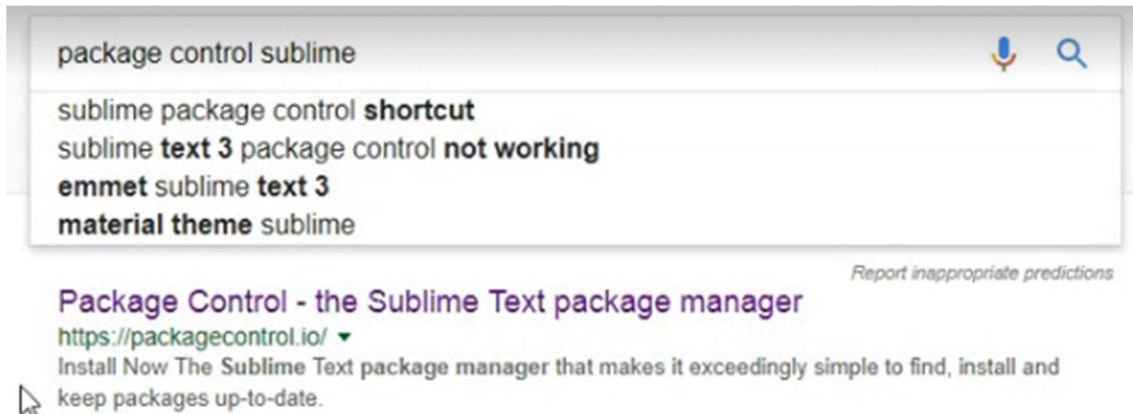 package control sublime
sublime package control shortcut
sublime text 3 package control not working
emmet sublime text 3
material theme sublime
Report inappropriate predictions
Package Control - the Sublime Text package manager
https://packagecontrol.io/
Install Now The Sublime Text package manager that makes it exceedingly simple to find, install and
keep packages up-to-date.